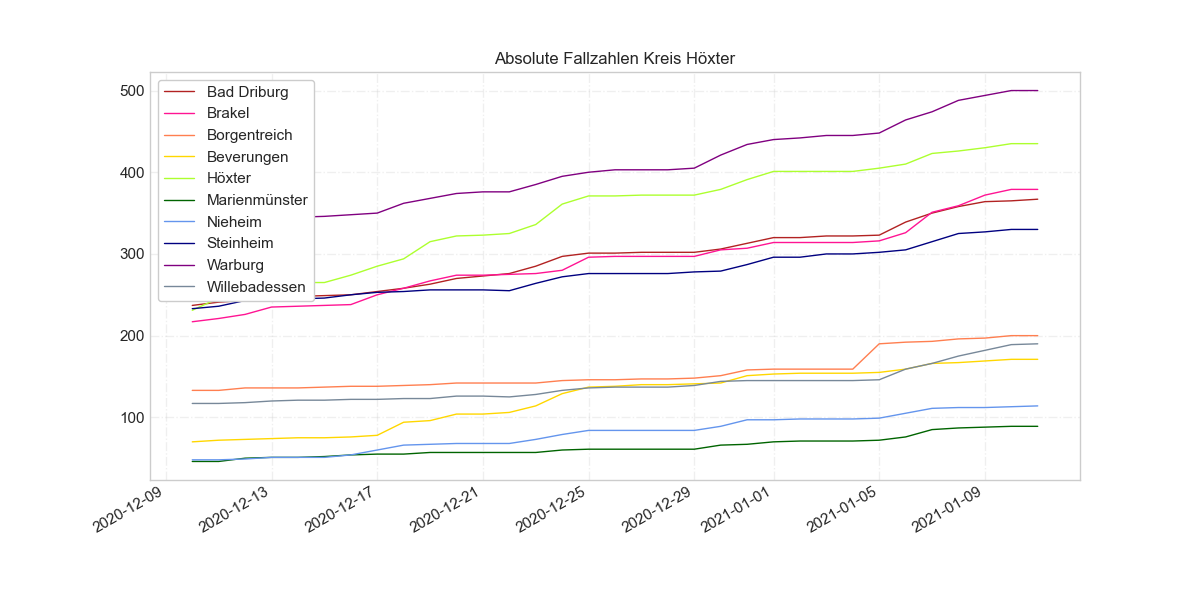 Absolute Fallzahlen Kreis Höxter
500
400
300
200
100
Bad Driburg
Brakel
Borgentreich
Beverungen
Höxter
Marienmünster
Nieheim
Steinheim
Warburg
Willebadessen
2020-12-09
2020-12-13
2020-12-17
2020-12-21
2020-12-25
2020-12-29
2021-01-01
2021-01-05
2021-01-09